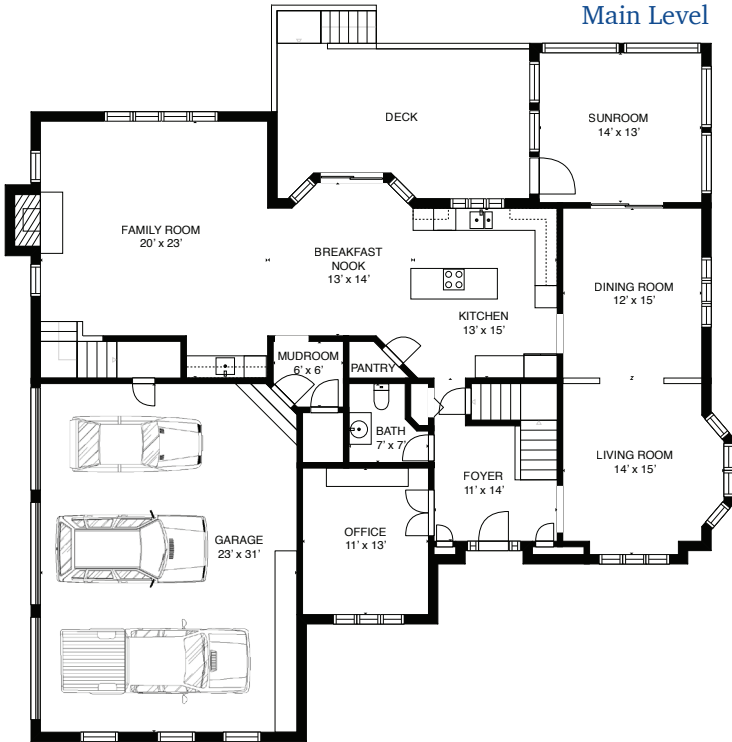 Main Level
DECK
SUNROOM
14' x 13'
FAMILY ROOM
20' x 23'
BREAKFAST
NOOK
13' x 14'
DINING ROOM
12' x 15'
KITCHEN
13' x 15'
MUDROOM
6' x 6'
PANTRY
BATH
7' x 7'
LIVING ROOM
14' x 15'
FOYER
11' x 14'
OFFICE
11' x 13'
GARAGE
23' x 31'